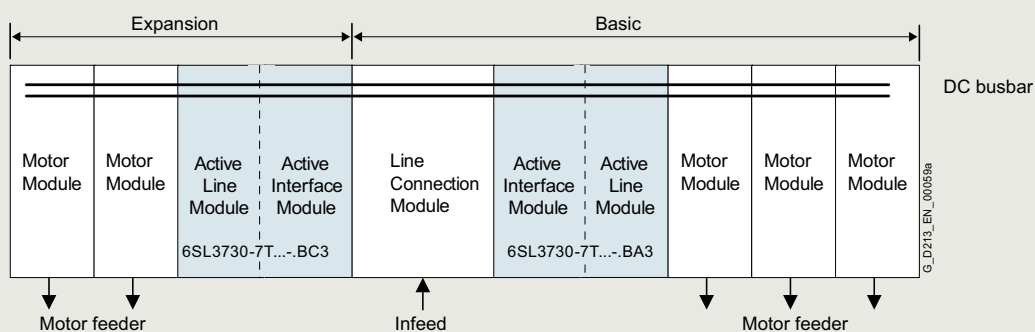 Expansion
Basic
DC busbar
Motor
Module
Motor
Module
Active
Line
Module
Active
Interface
Module
6SL3730-7T...-.BC3
Line
Connection
Module
Active
Interface
Module
Active
Line
Module
6SL3730-7T...-.BA3
Motor
Module
Motor
Module
Motor
Module
G_D213_EN_00059a
Motor feeder
Infeed
Motor feeder